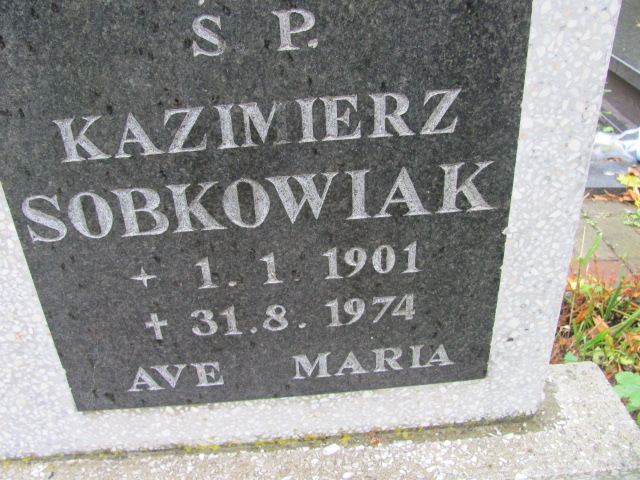 Ś P.
KAZIMIERZ
SOBKOWIAK
+ 1. 1 1901
+ 31. 8. 1974
AVE MARIA